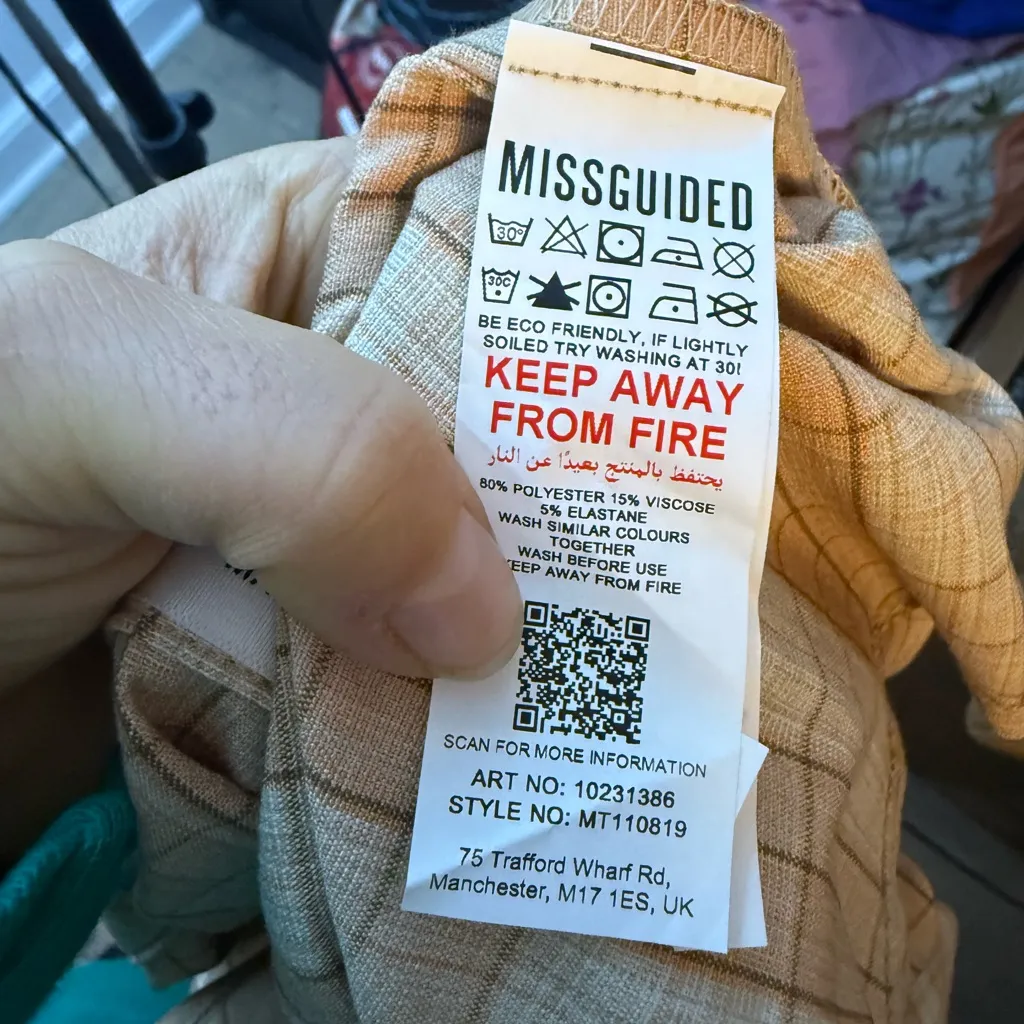 MISSGUIDED
30°
30C
BE ECO FRIENDLY, IF LIGHTLY
SOILED TRY WASHING AT 30!
KEEP AWAY
FROM FIRE
يحتفظ بالمنتج بعيدًا عن النار
80% POLYESTER 15% VISCOSE
5% ELASTANE
WASH SIMILAR COLOURS
TOGETHER
WASH BEFORE USE
KEEP AWAY FROM FIRE
SCAN FOR MORE INFORMATION
ART NO: 10231386
STYLE NO: MT110819
75 Trafford Wharf Rd,
Manchester, M17 1ES, UK